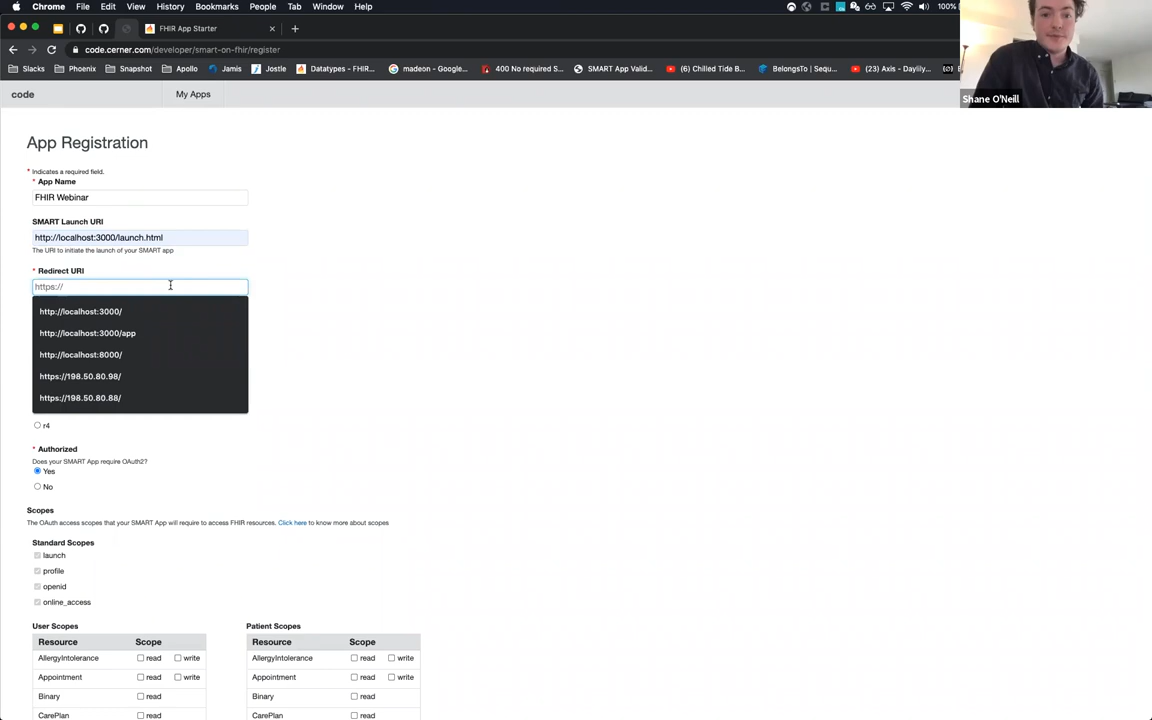 Chrome File Edit View History Bookmarks People Tab Window Help 100%
FHIR App Starter
code.cerner.com/developer/smart-on-fhir/register
Slacks Phoenix Snapshot Apollo Jamis Jostle Datatypes - FHIR... madeon - Google... 400 No required S... SMART App Valid... (6) Chilled Tide B... BelongsTo | Sequ... (23) Axis - Daylily...
Shane O'Neill
code My Apps
App Registration
* Indicates a required field.
* App Name
FHIR Webinar
SMART Launch URI
http://localhost:3000/launch.html
The URI to initiate the launch of your SMART app
* Redirect URI
https://
http://localhost:3000/
http://localhost:3000/app
http://localhost:8000/
https://198.50.80.98/
https://198.50.80.88/
r4
* Authorized
Does your SMART App require OAuth2?
Yes
No
Scopes
The OAuth access scopes that your SMART App will require to access FHIR resources. Click here to know more about scopes
Standard Scopes
launch
profile
openid
online_access
User Scopes Patient Scopes
Resource Scope Resource Scope
AllergyIntolerance read write AllergyIntolerance read write
Appointment read write Appointment read write
Binary read Binary read
CarePlan read CarePlan read